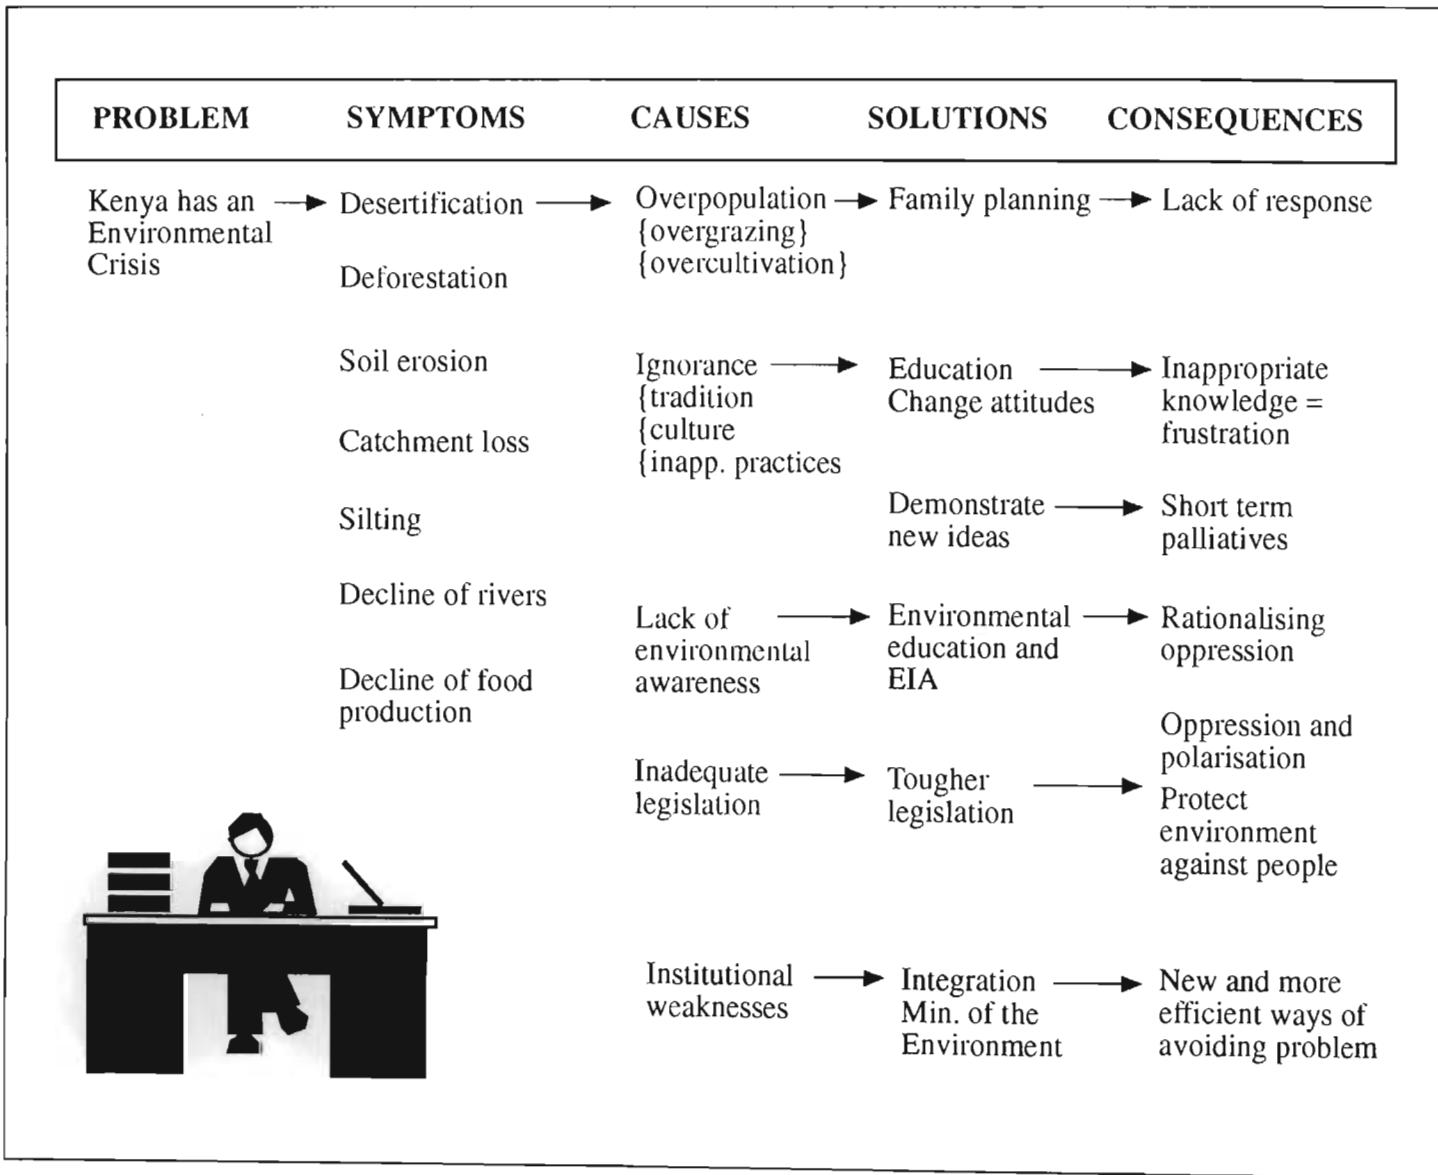 PROBLEM SYMPTOMS CAUSES SOLUTIONS CONSEQUENCES
Kenya has an
Environmental
Crisis
Desertification
Deforestation
Soil erosion
Catchment loss
Silting
Decline of rivers
Decline of food
production
Overpopulation
{overgrazing}
{overcultivation}
Ignorance
{tradition
{culture
{inapp. practices
Lack of
environmental
awareness
Inadequate
legislation
Institutional
weaknesses
Family planning
Education
Change attitudes
Demonstrate
new ideas
Environmental
education and
EIA
Tougher
legislation
Integration
Min. of the
Environment
Lack of response
Inappropriate
knowledge =
frustration
Short term
palliatives
Rationalising
oppression
Oppression and
polarisation
Protect
environment
against people
New and more
efficient ways of
avoiding problem